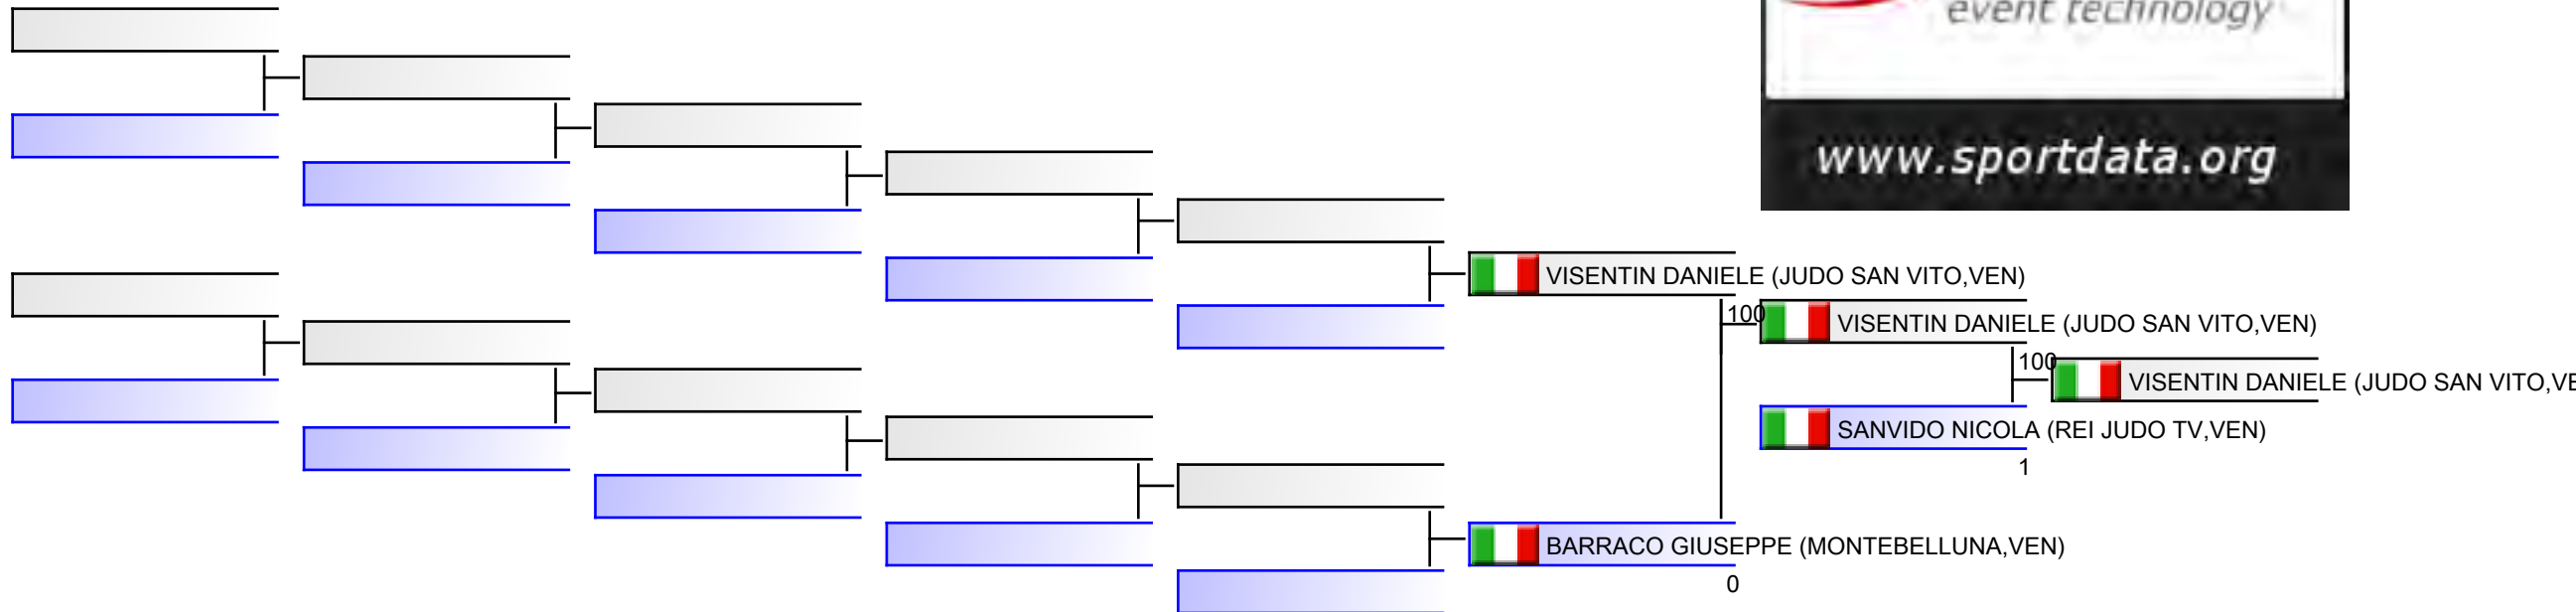 event technology
www.sportdata.org
VISENTIN DANIELE (JUDO SAN VITO,VEN)
100
VISENTIN DANIELE (JUDO SAN VITO,VEN)
100
VISENTIN DANIELE (JUDO SAN VITO,VE
SANVIDO NICOLA (REI JUDO TV,VEN)
1
BARRACO GIUSEPPE (MONTEBELLUNA,VEN)
0